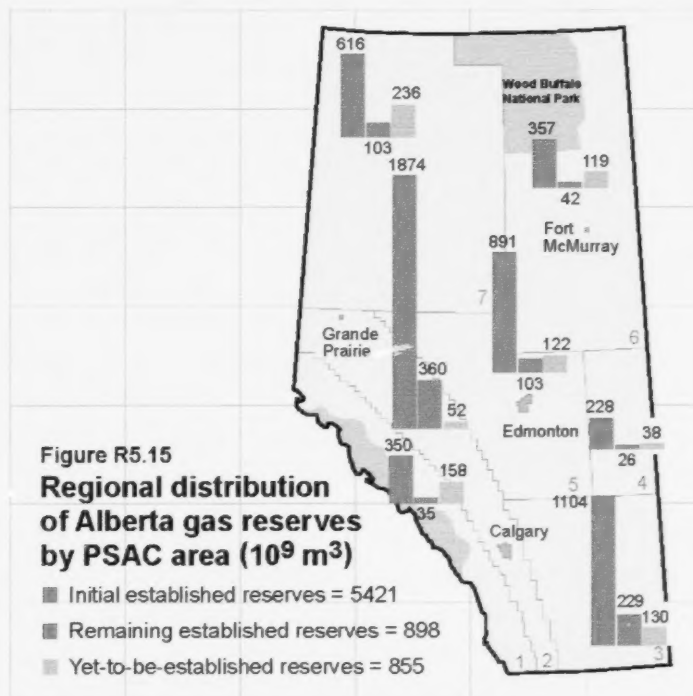 616
236
103
Wood Buffalo
National Park
357
119
42
1874
Fort
McMurray
891
7
6
Grande
Prairie
122
103
360
52
Edmonton
228
38
26
350
158
35
5
4
1104
Calgary
229
130
1
2
3
Figure R5.15
Regional distribution
of Alberta gas reserves
by PSAC area (10⁹ m³)
Initial established reserves = 5421
Remaining established reserves = 898
Yet-to-be-established reserves = 855